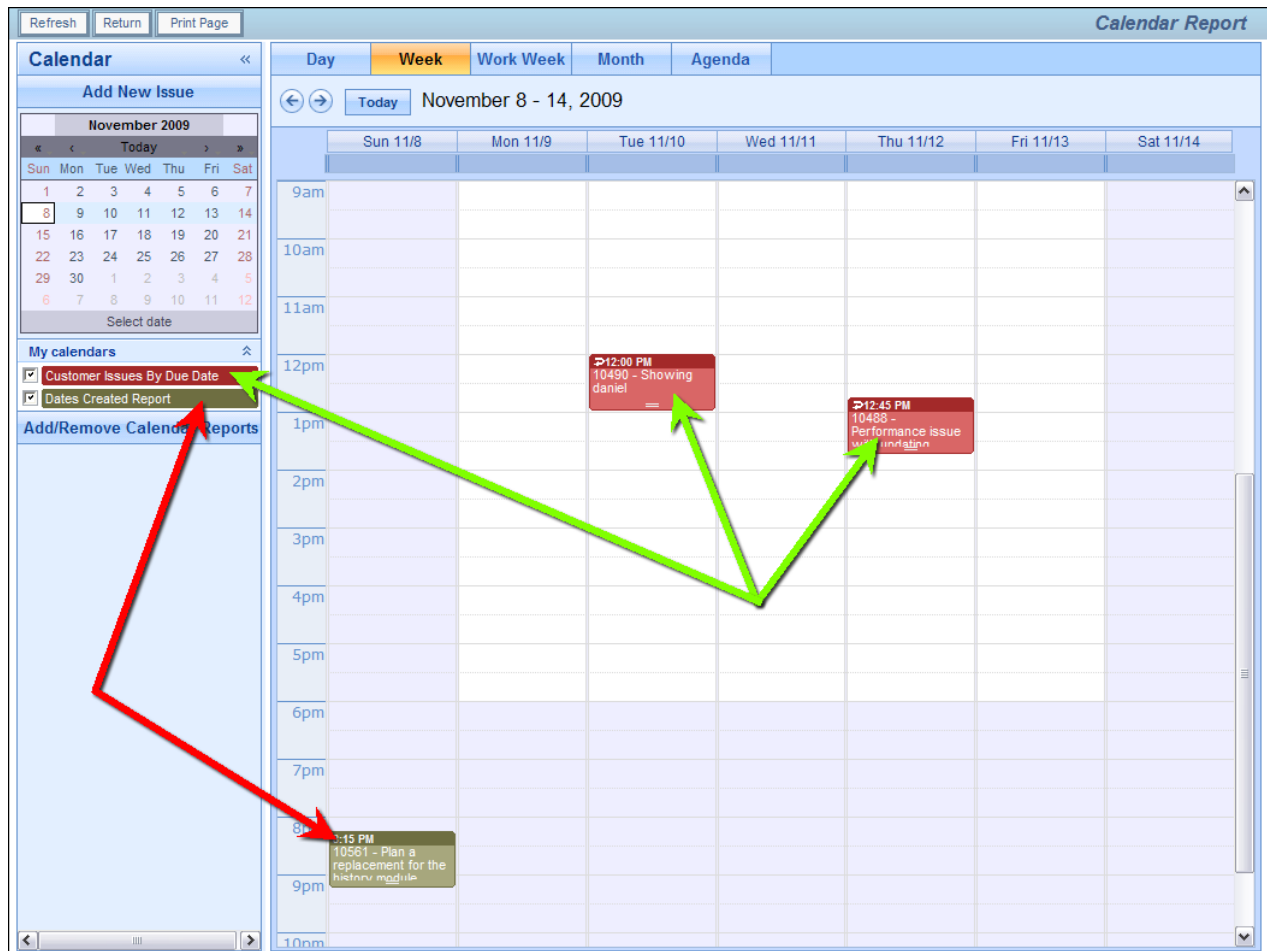 Refresh Return Print Page Calendar Report
Calendar «
Add New Issue
November 2009
« ‹ Today › »
Sun Mon Tue Wed Thu Fri Sat
1 2 3 4 5 6 7
8 9 10 11 12 13 14
15 16 17 18 19 20 21
22 23 24 25 26 27 28
29 30 1 2 3 4 5
6 7 8 9 10 11 12
Select date
My calendars
Customer Issues By Due Date
Dates Created Report
Add/Remove Calendar Reports
Day Week Work Week Month Agenda
Today November 8 - 14, 2009
Sun 11/8 Mon 11/9 Tue 11/10 Wed 11/11 Thu 11/12 Fri 11/13 Sat 11/14
9am
10am
11am
12pm
1pm
2pm
3pm
4pm
5pm
6pm
7pm
9pm
10pm
12:00 PM
10490 - Showing
daniel
12:45 PM
10488 -
Performance issue
with updating
:15 PM
10561 - Plan a
replacement for the
history module